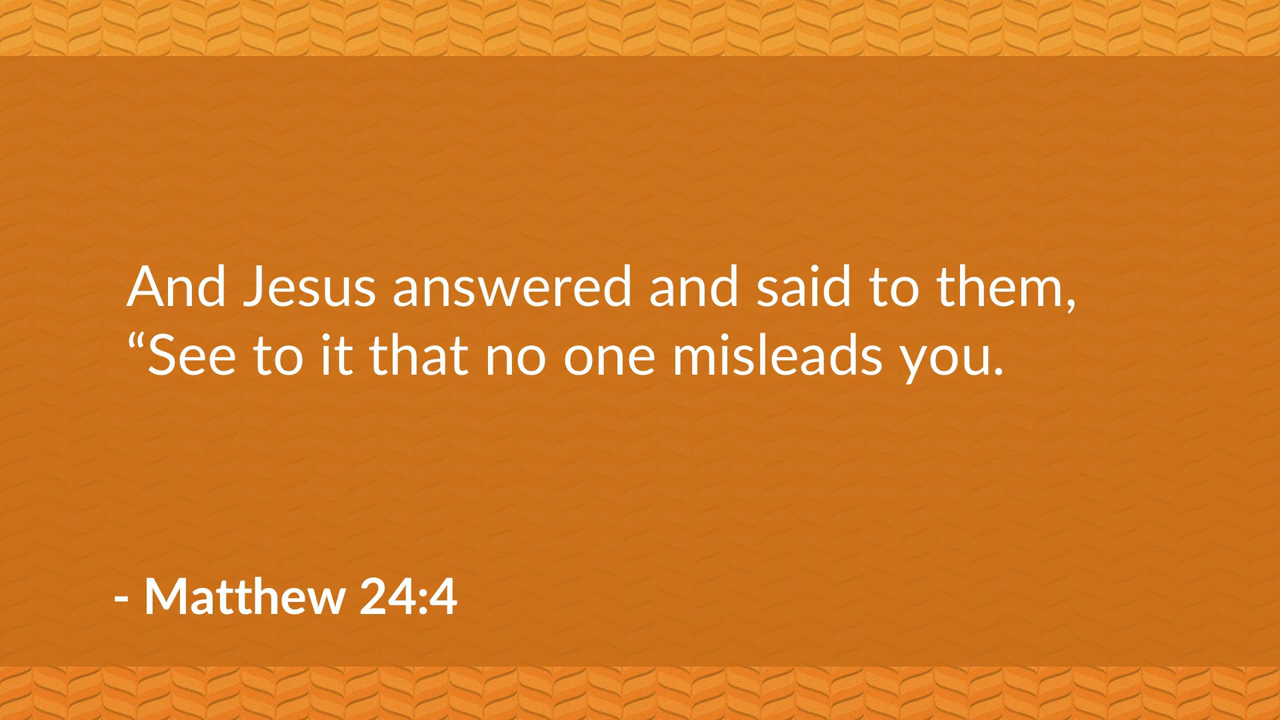 And Jesus answered and said to them,
“See to it that no one misleads you.
- Matthew 24:4